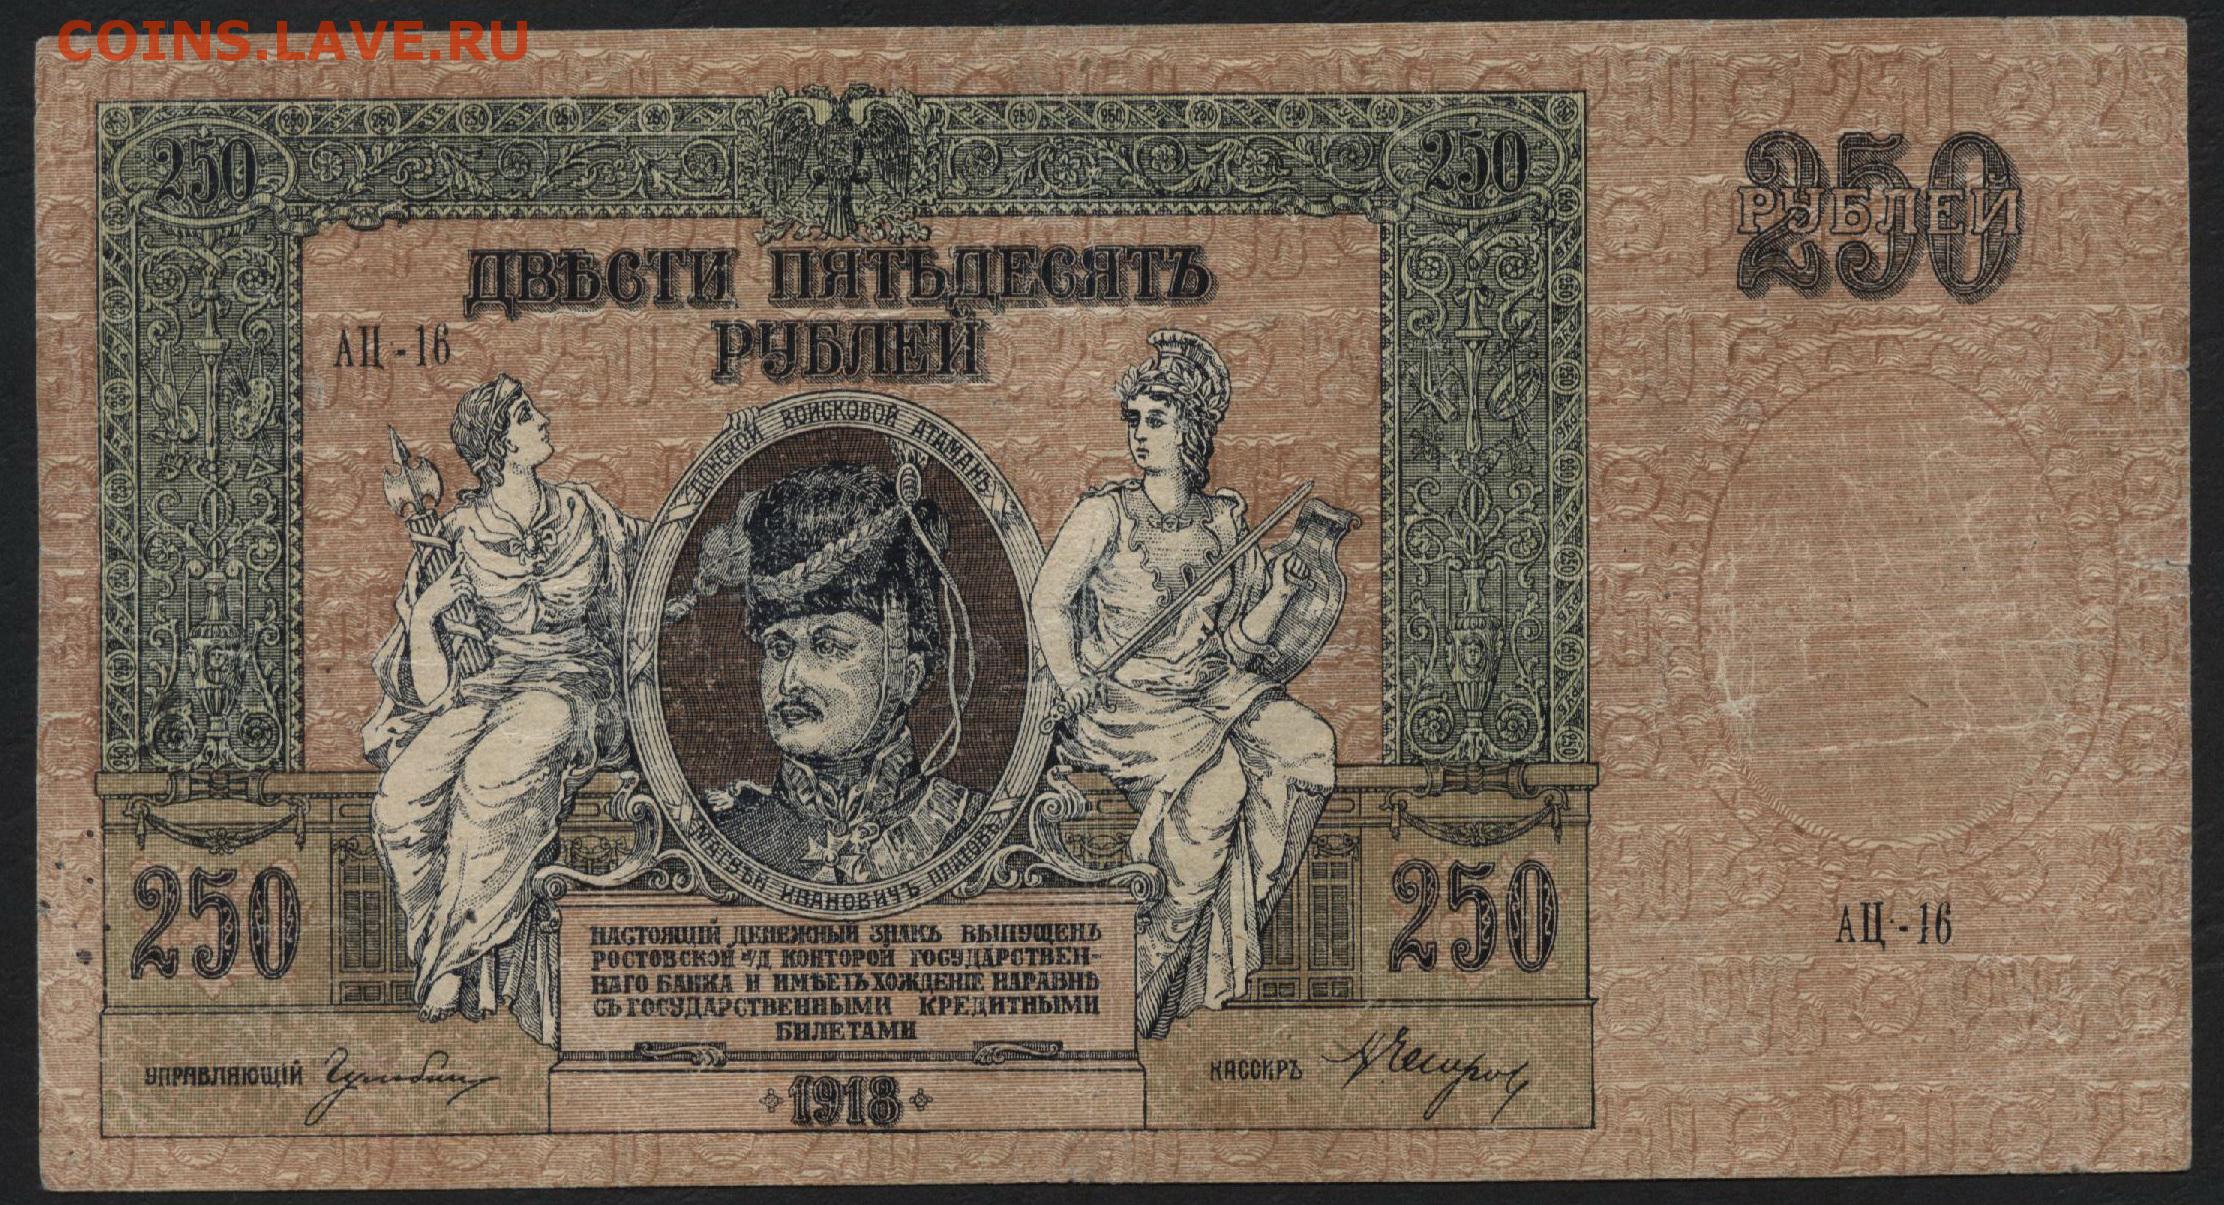 COINS.LAVE.RU
250
250
250
РУБЛЕЙ
ДВѢСТИ ПЯТЬДЕСЯТЪ
РУБЛЕЙ
АЦ-16
ДОНСКОЙ ВОЙСКОВОЙ АТАМАНЪ
МАТВѢЙ ИВАНОВИЧЪ ПЛАТОВЪ
250
250
АЦ-16
НАСТОЯЩІЙ ДЕНЕЖНЫЙ ЗНАКЪ ВЫПУЩЕНЪ
РОСТОВСКОЙ н/Д КОНТОРОЙ ГОСУДАРСТВЕН-
НАГО БАНКА И ИМѢЕТЪ ХОЖДЕНІЕ НАРАВНѢ
СЪ ГОСУДАРСТВЕННЫМИ КРЕДИТНЫМИ
БИЛЕТАМИ
УПРАВЛЯЮЩІЙ
КАССИРЪ
1918